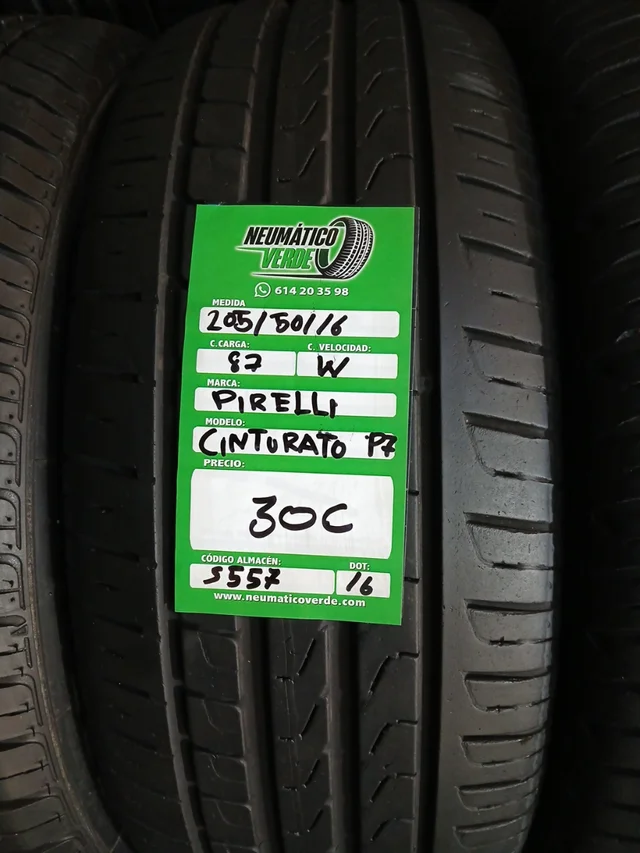 NEUMÁTICO
VERDE
614 20 35 98
MEDIDA
205/50/16
C.CARGA: C. VELOCIDAD:
87 W
MARCA:
PIRELLI
MODELO:
CINTURATO P7
PRECIO:
30€
CÓDIGO ALMACÉN: DOT:
S557 16
www.neumaticoverde.com